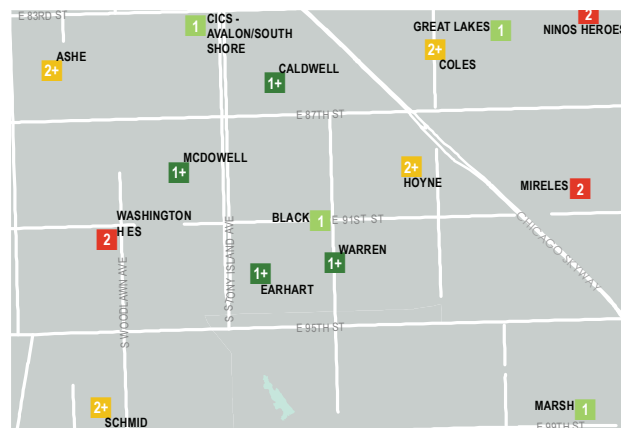 E 83RD ST
1
CICS -
AVALON/SOUTH
SHORE
GREAT LAKES
1
2
NINOS HEROES
ASHE
2+
2+
COLES
CALDWELL
1+
E 87TH ST
MCDOWELL
1+
2+
HOYNE
MIRELES
2
WASHINGTON
H ES
2
BLACK
1
E 91ST ST
CHICAGO SKYWAY
S WOODLAWN AVE
S STONY ISLAND AVE
WARREN
1+
1+
EARHART
E 95TH ST
2+
SCHMID
MARSH
1
E 99TH ST